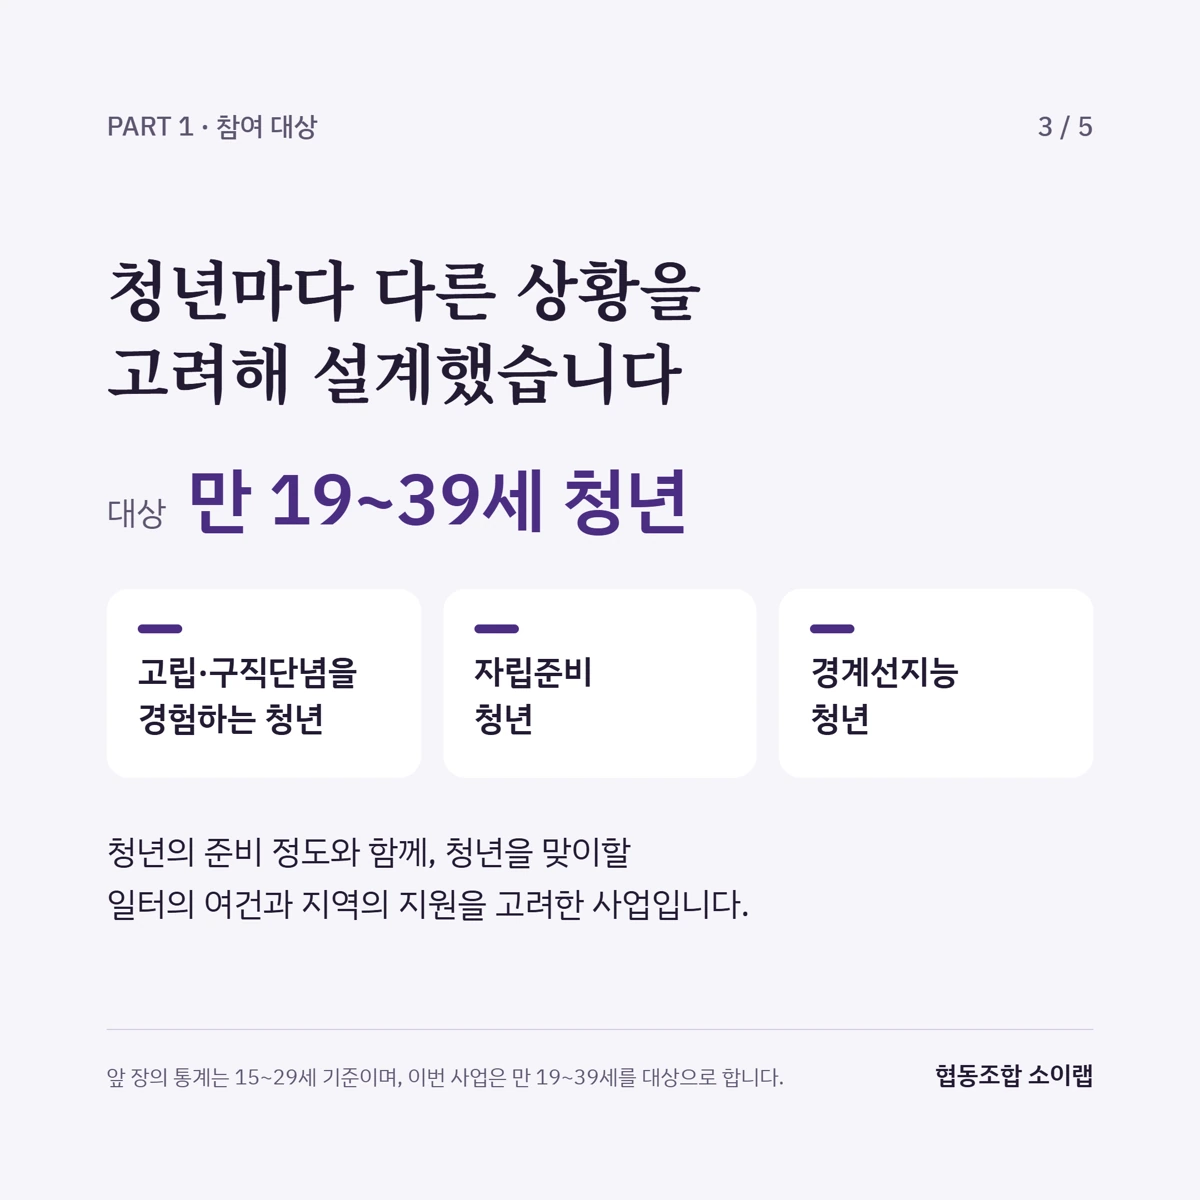 PART 1 · 참여 대상
3 / 5
청년마다 다른 상황을
고려해 설계했습니다
대상 만 19~39세 청년
고립·구직단념을
경험하는 청년
자립준비
청년
경계선지능
청년
청년의 준비 정도와 함께, 청년을 맞이할
일터의 여건과 지역의 지원을 고려한 사업입니다.
앞 장의 통계는 15~29세 기준이며, 이번 사업은 만 19~39세를 대상으로 합니다.
협동조합 소이랩